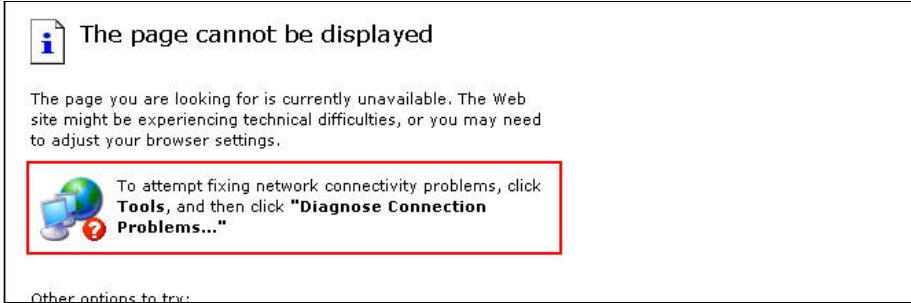 The page cannot be displayed
The page you are looking for is currently unavailable. The Web
site might be experiencing technical difficulties, or you may need
to adjust your browser settings.
To attempt fixing network connectivity problems, click
Tools, and then click "Diagnose Connection
Problems..."
Other options to try: